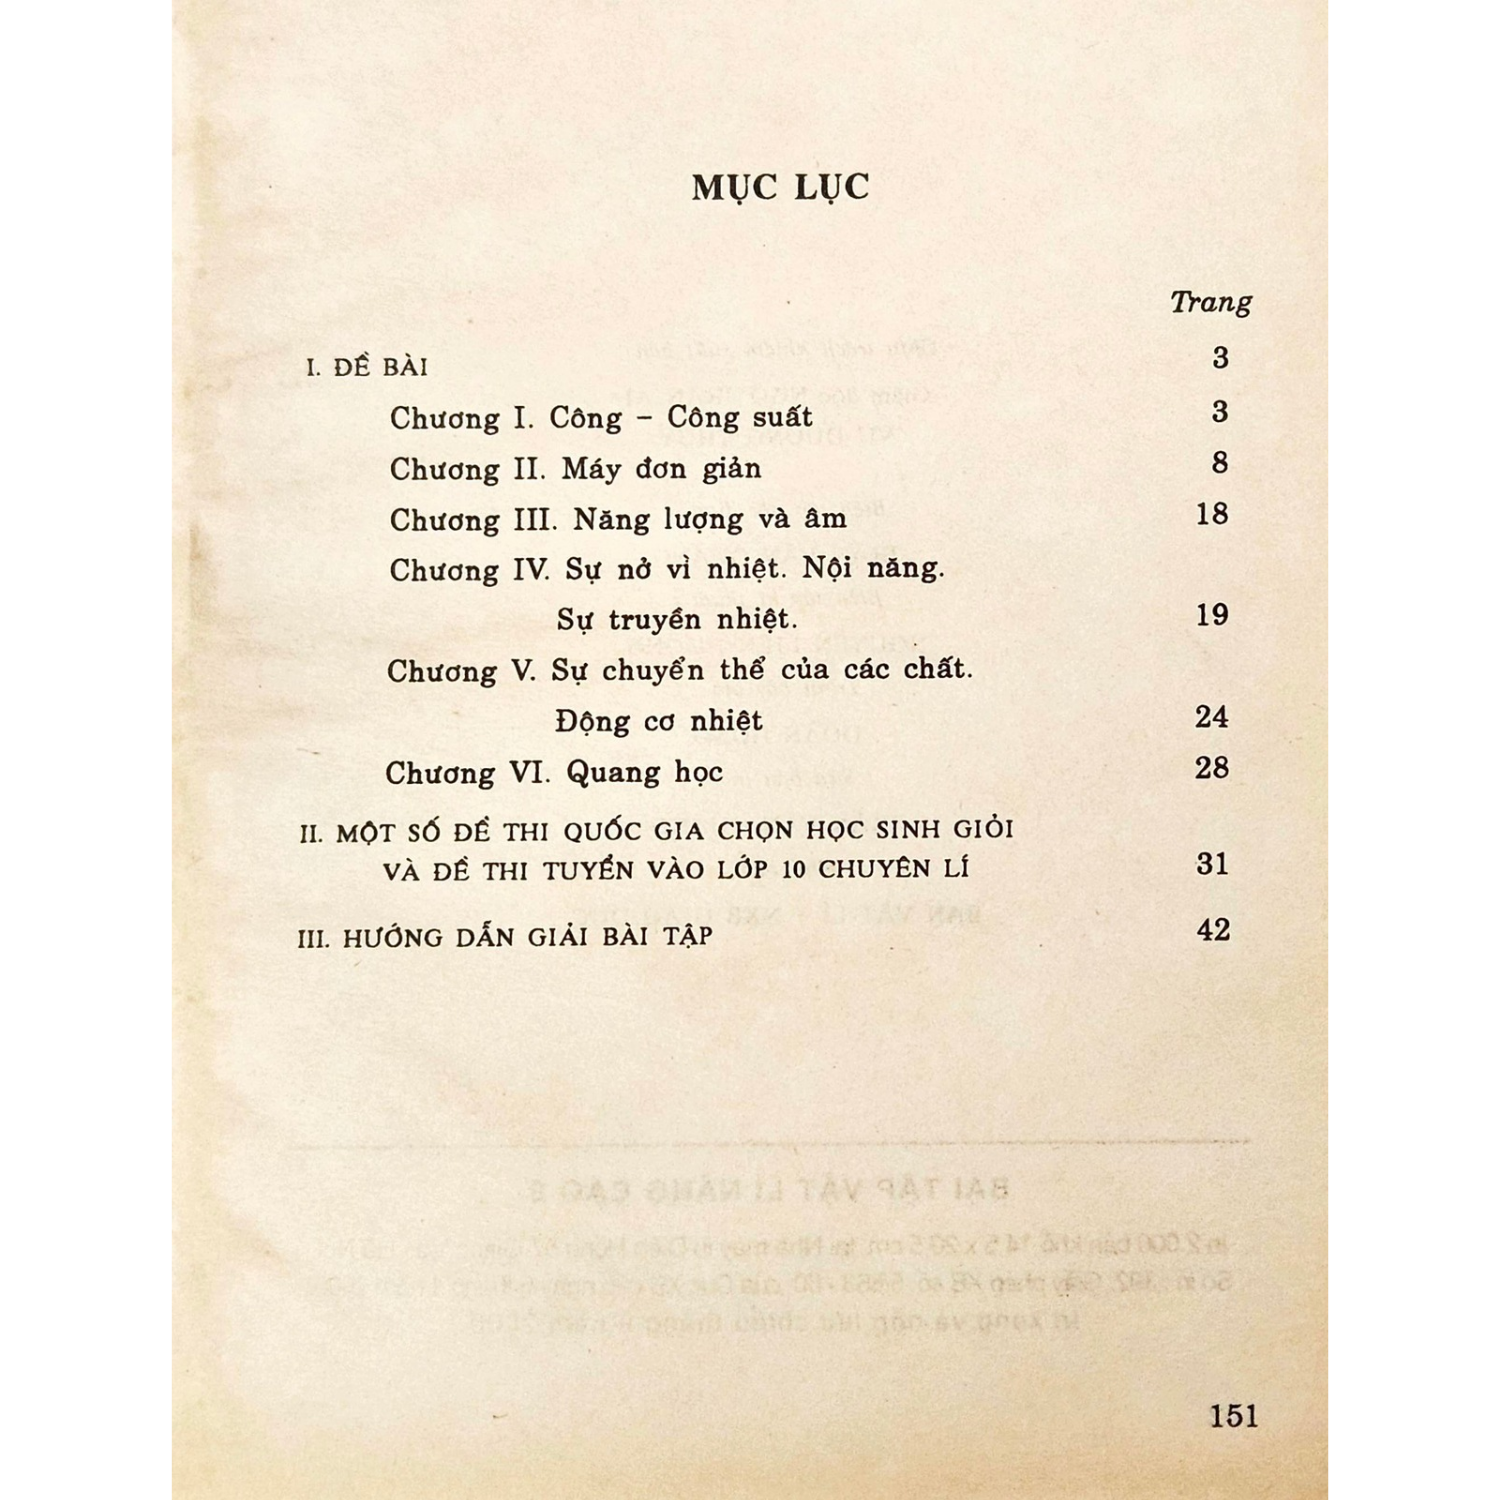 MỤC LỤC
Trang
I. ĐỀ BÀI 3
Chương I. Công – Công suất 3
Chương II. Máy đơn giản 8
Chương III. Năng lượng và âm 18
Chương IV. Sự nở vì nhiệt. Nội năng.
Sự truyền nhiệt. 19
Chương V. Sự chuyển thể của các chất.
Động cơ nhiệt 24
Chương VI. Quang học 28
II. MỘT SỐ ĐỀ THI QUỐC GIA CHỌN HỌC SINH GIỎI
VÀ ĐỀ THI TUYỂN VÀO LỚP 10 CHUYÊN LÍ 31
III. HƯỚNG DẪN GIẢI BÀI TẬP 42
151